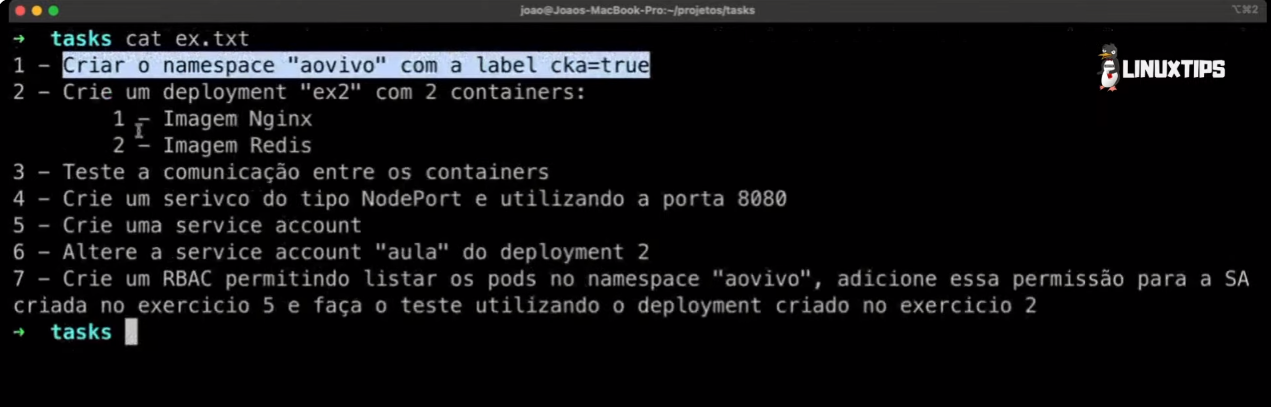 joao@Joaos-MacBook-Pro:~/projetos/tasks
⌥⌘2
→ tasks cat ex.txt
1 - Criar o namespace "aovivo" com a label cka=true
2 - Crie um deployment "ex2" com 2 containers:
1 - Imagem Nginx
2 - Imagem Redis
3 - Teste a comunicação entre os containers
4 - Crie um serivco do tipo NodePort e utilizando a porta 8080
5 - Crie uma service account
6 - Altere a service account "aula" do deployment 2
7 - Crie um RBAC permitindo listar os pods no namespace "aovivo", adicione essa permissão para a SA
criada no exercicio 5 e faça o teste utilizando o deployment criado no exercicio 2
→ tasks
LINUXTIPS